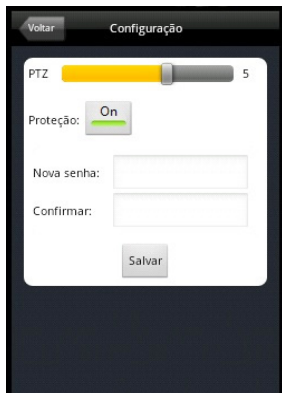 Voltar Configuração
PTZ 5
Proteção: On
Nova senha:
Confirmar:
Salvar